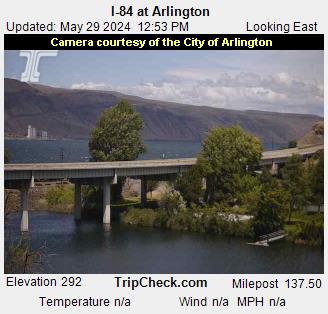 I-84 at Arlington
Updated: May 29 2024 12:53 PM Looking East
Camera courtesy of the City of Arlington
Elevation 292 TripCheck.com Milepost 137.50
Temperature n/a Wind n/a MPH n/a